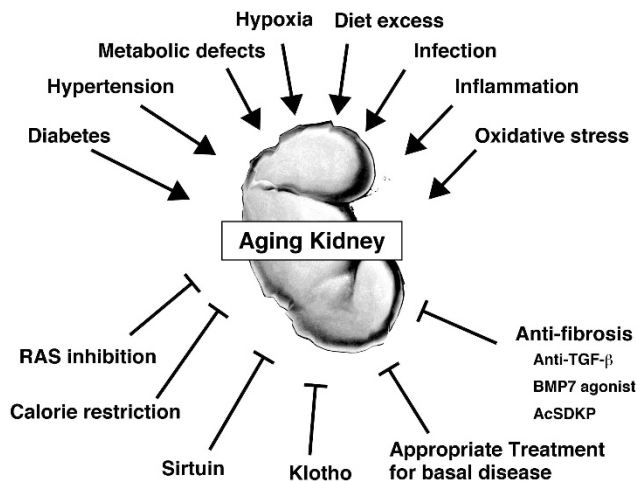 Hypoxia
Diet excess
Metabolic defects
Infection
Hypertension
Inflammation
Diabetes
Oxidative stress
Aging Kidney
RAS inhibition
Anti-fibrosis
Anti-TGF-β
BMP7 agonist
AcSDKP
Calorie restriction
Sirtuin
Klotho
Appropriate Treatment
for basal disease